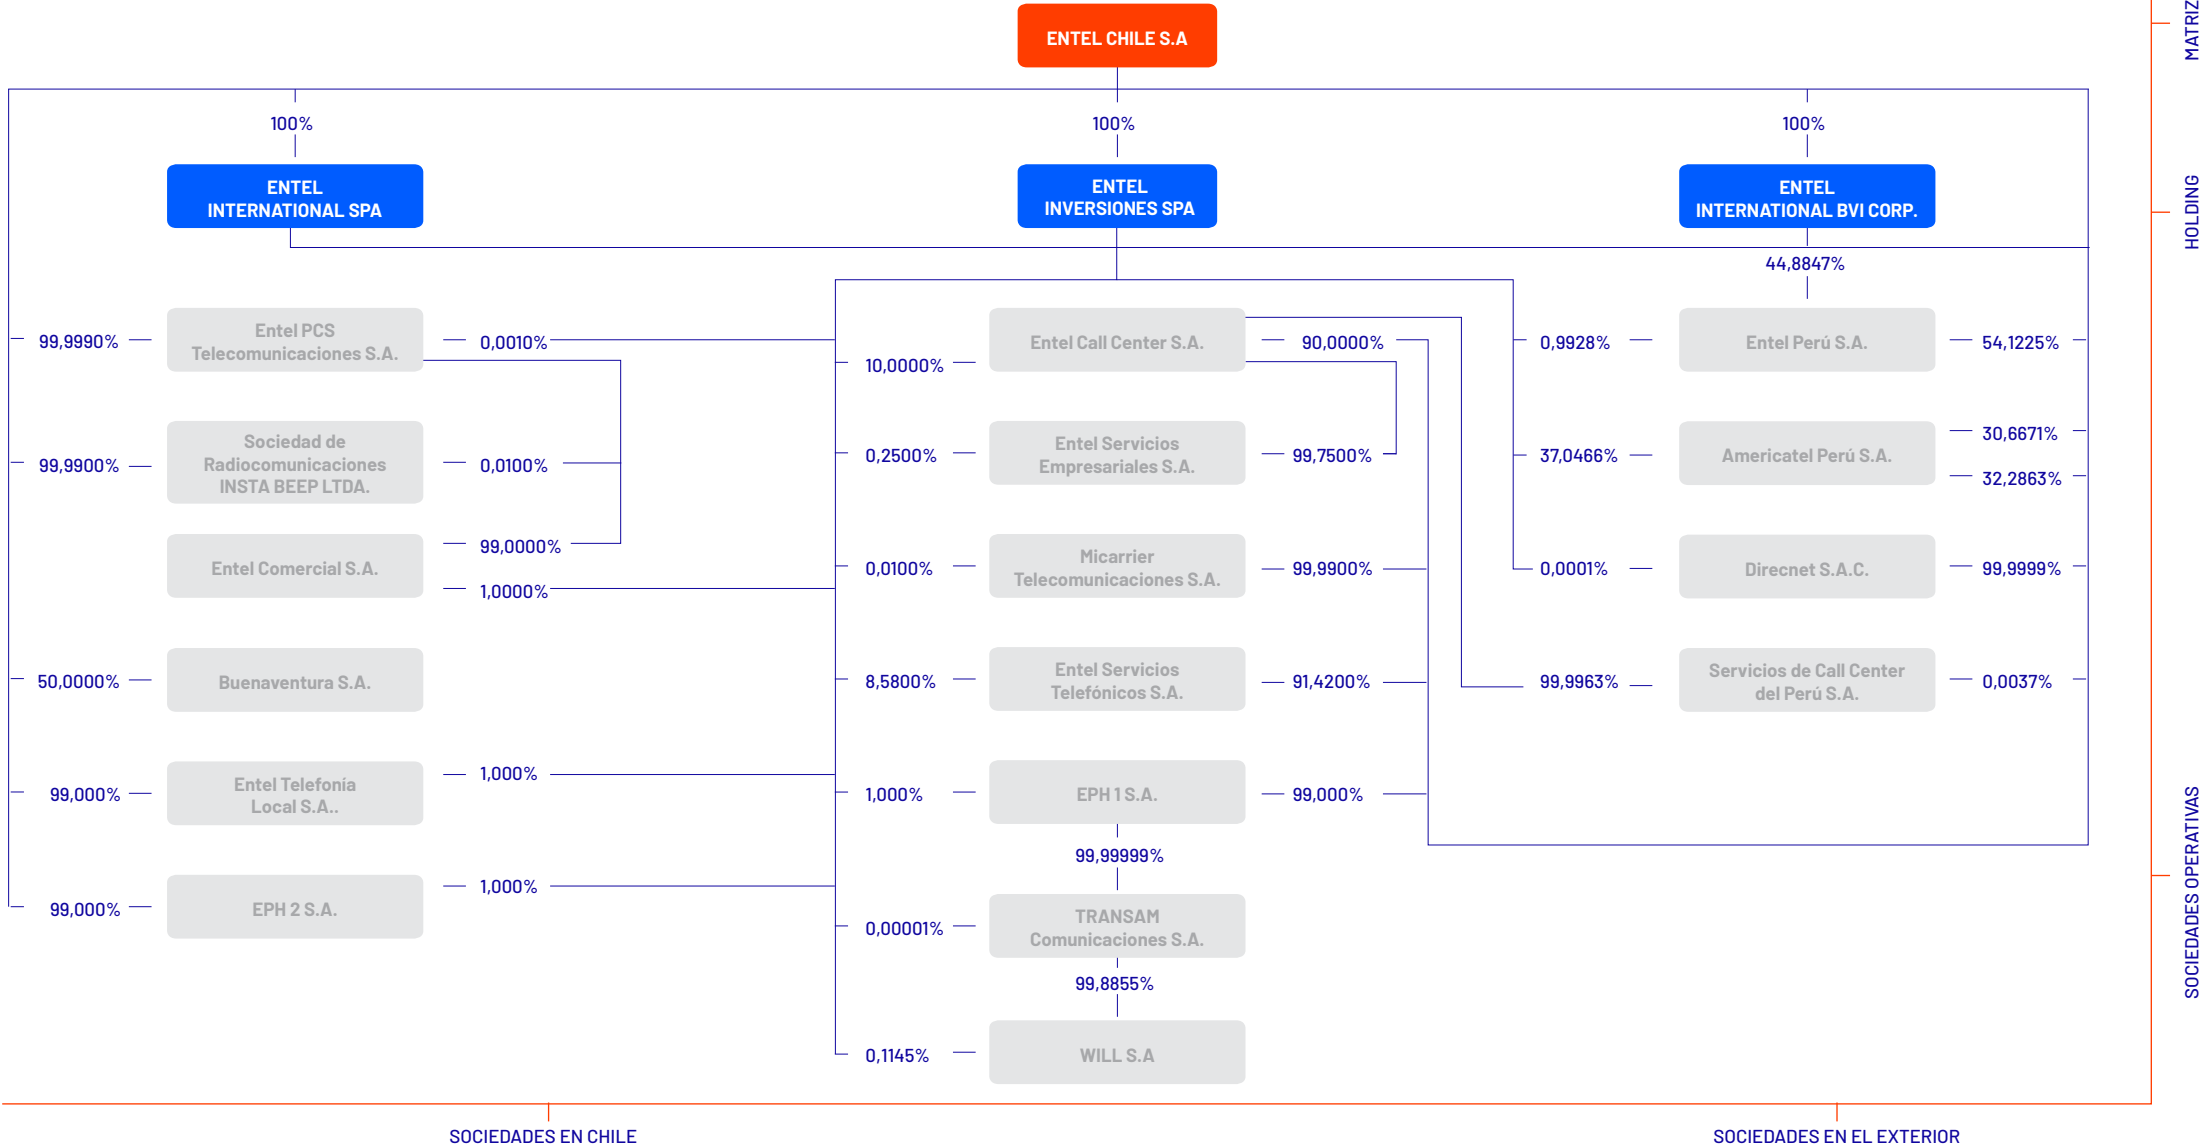 ENTEL CHILE S.A
MATRIZ
100%
100%
100%
ENTEL
INTERNATIONAL SPA
ENTEL
INVERSIONES SPA
ENTEL
INTERNATIONAL BVI CORP.
HOLDING
44,8847%
99,9990%
Entel PCS
Telecomunicaciones S.A.
0,0010%
10,0000%
Entel Call Center S.A.
90,0000%
0,9928%
Entel Perú S.A.
54,1225%
99,9900%
Sociedad de
Radiocomunicaciones
INSTA BEEP LTDA.
0,0100%
0,2500%
Entel Servicios
Empresariales S.A.
99,7500%
37,0466%
Americatel Perú S.A.
30,6671%
32,2863%
Entel Comercial S.A.
99,0000%
1,0000%
0,0100%
Micarrier
Telecomunicaciones S.A.
99,9900%
0,0001%
Direcnet S.A.C.
99,9999%
50,0000%
Buenaventura S.A.
8,5800%
Entel Servicios
Telefónicos S.A.
91,4200%
99,9963%
Servicios de Call Center
del Perú S.A.
0,0037%
99,000%
Entel Telefonía
Local S.A..
1,000%
1,000%
EPH 1 S.A.
99,000%
99,99999%
99,000%
EPH 2 S.A.
1,000%
0,00001%
TRANSAM
Comunicaciones S.A.
99,8855%
0,1145%
WILL S.A
SOCIEDADES OPERATIVAS
SOCIEDADES EN CHILE
SOCIEDADES EN EL EXTERIOR